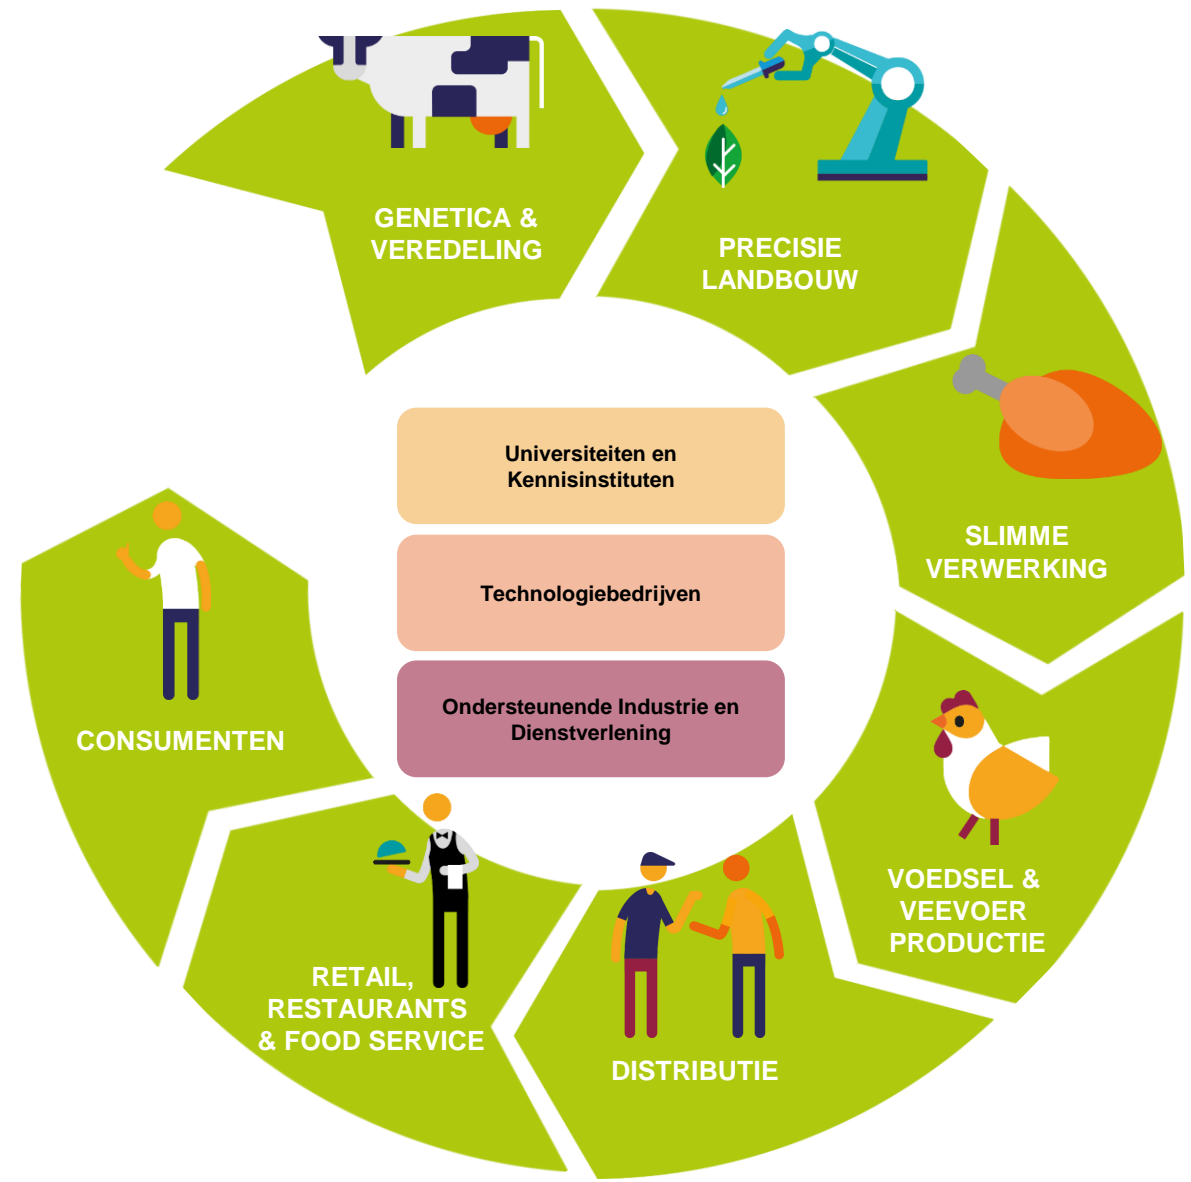 GENETICA &
VEREDELING
PRECISIE
LANDBOUW
SLIMME
VERWERKING
VOEDSEL &
VEEVOER
PRODUCTIE
DISTRIBUTIE
RETAIL,
RESTAURANTS
& FOOD SERVICE
CONSUMENTEN
Universiteiten en
Kennisinstituten
Technologiebedrijven
Ondersteunende Industrie en
Dienstverlening